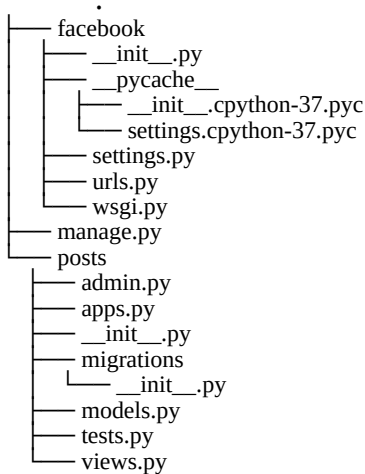 .
facebook
__init__.py
__pycache__
__init__.cpython-37.pyc
settings.cpython-37.pyc
settings.py
urls.py
wsgi.py
manage.py
posts
admin.py
apps.py
__init__.py
migrations
__init__.py
models.py
tests.py
views.py